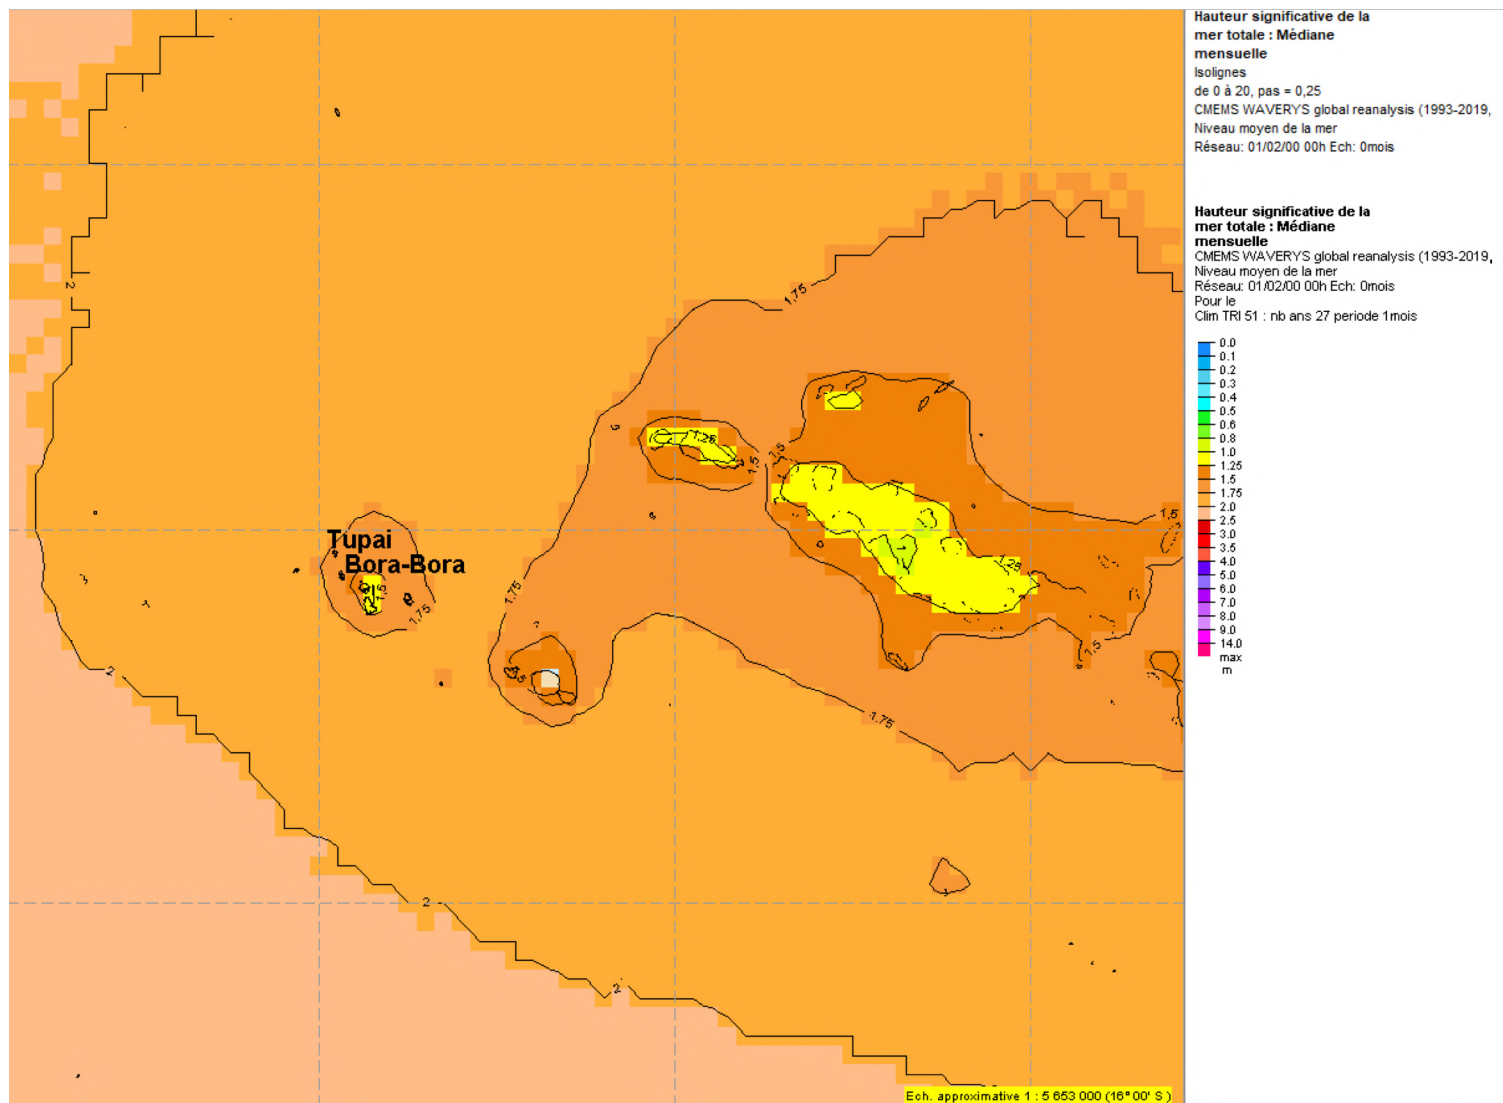 Hauteur significative de la
mer totale : Médiane
mensuelle
Isolignes
de 0 à 20, pas = 0,25
CMEMS WAVERYS global reanalysis (1993-2019,
Niveau moyen de la mer
Réseau: 01/02/00 00h Ech: 0mois
Hauteur significative de la
mer totale : Médiane
mensuelle
CMEMS WAVERYS global reanalysis (1993-2019,
Niveau moyen de la mer
Réseau: 01/02/00 00h Ech: 0mois
Pour le
Clim TRI 51 : nb ans 27 periode 1mois
0.0
0.1
0.2
0.3
0.4
0.5
0.6
0.8
1.0
1.25
1.5
1.75
2.0
2.5
3.0
3.5
4.0
5.0
6.0
7.0
8.0
9.0
14.0
max
m
2
1,75
1,25
1,5
1,5
1,5
Tupai
Bora-Bora
1,5
1,75
1,75
1,25
1,5
2
1,5
1,75
2
2
Ech. approximative 1 : 5 653 000 (16° 00' S )